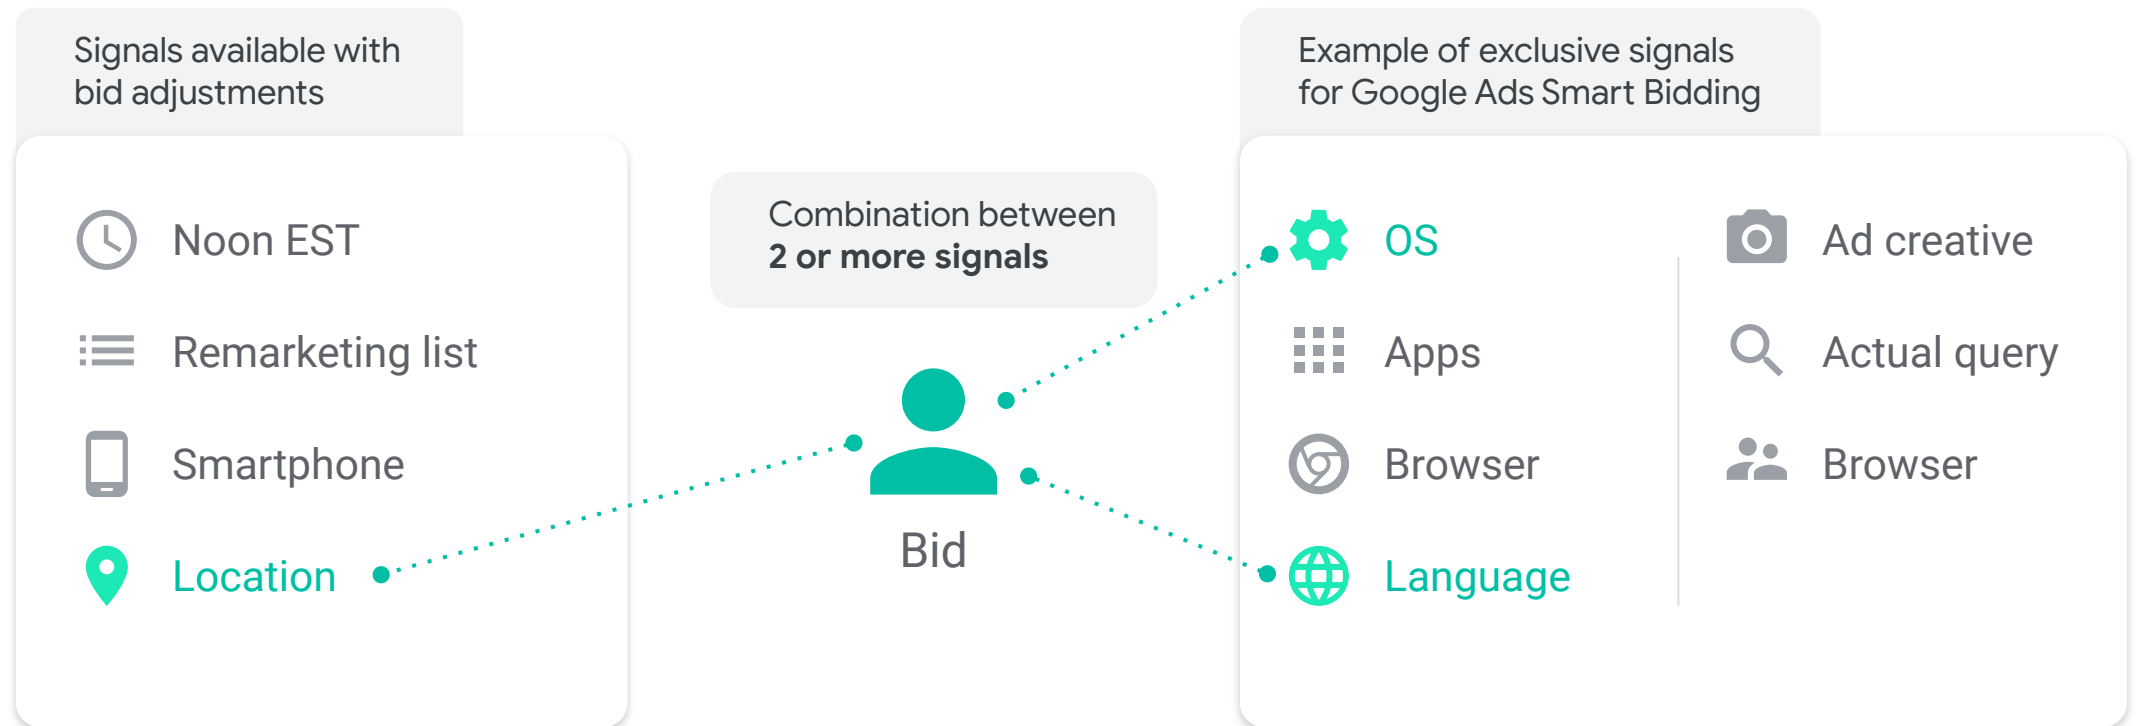 Signals available with
bid adjustments
Noon EST
Remarketing list
Smartphone
Location
Combination between
2 or more signals
Bid
Example of exclusive signals
for Google Ads Smart Bidding
OS
Apps
Browser
Language
Ad creative
Actual query
Browser